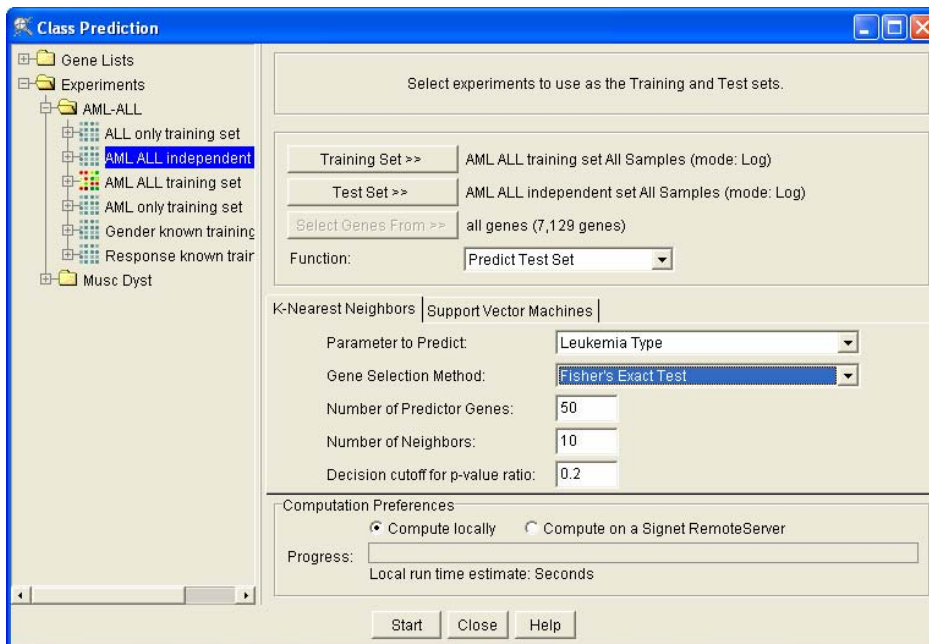 Class Prediction
Gene Lists
Experiments
AML-ALL
ALL only training set
AML ALL independent
AML ALL training set
AML only training set
Gender known training
Response known trair
Musc Dyst
Select experiments to use as the Training and Test sets.
Training Set >> AML ALL training set All Samples (mode: Log)
Test Set >> AML ALL independent set All Samples (mode: Log)
Select Genes From >> all genes (7,129 genes)
Function: Predict Test Set
K-Nearest Neighbors Support Vector Machines
Parameter to Predict: Leukemia Type
Gene Selection Method: Fisher's Exact Test
Number of Predictor Genes: 50
Number of Neighbors: 10
Decision cutoff for p-value ratio: 0.2
Computation Preferences
Compute locally Compute on a Signet RemoteServer
Progress:
Local run time estimate: Seconds
Start Close Help